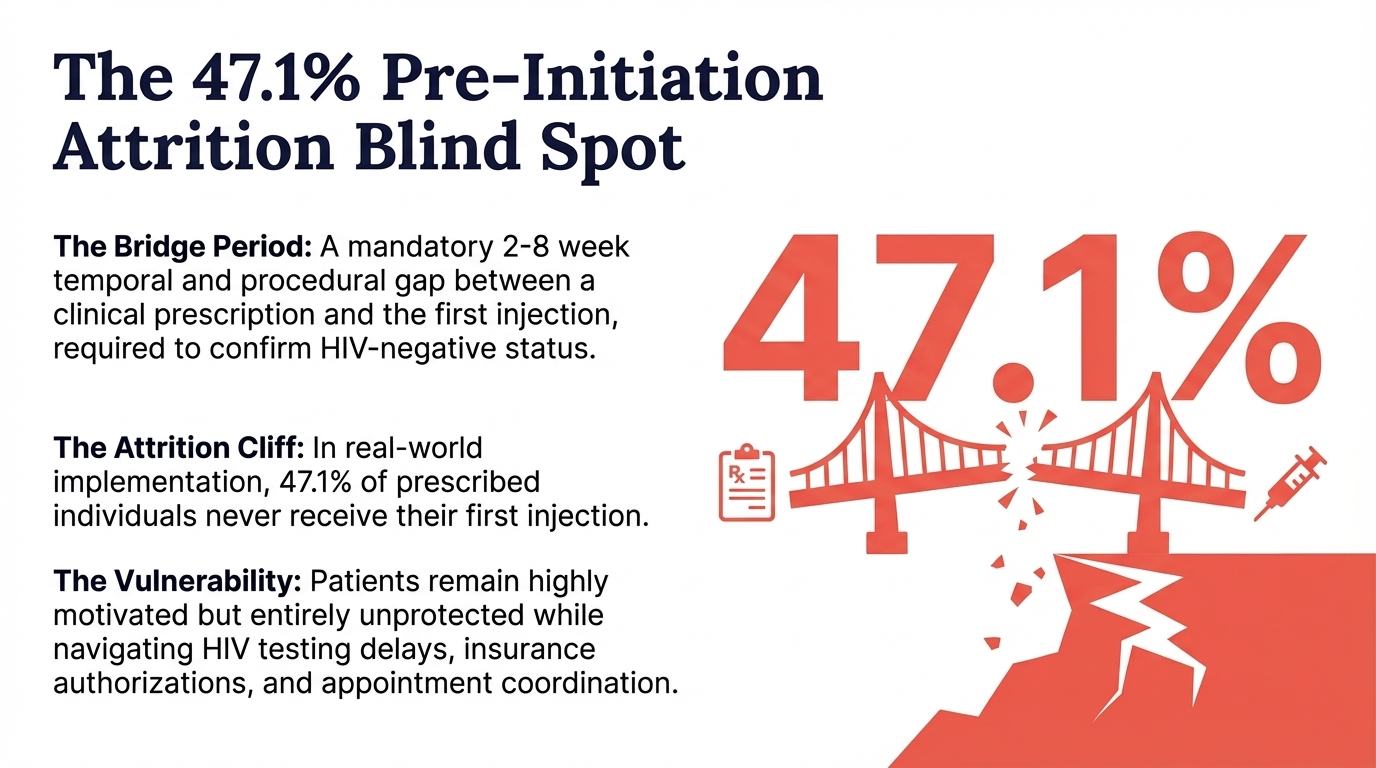 The 47.1% Pre-Initiation
Attrition Blind Spot
The Bridge Period: A mandatory 2-8 week
temporal and procedural gap between a
clinical prescription and the first injection,
required to confirm HIV-negative status.
The Attrition Cliff: In real-world
implementation, 47.1% of prescribed
individuals never receive their first injection.
The Vulnerability: Patients remain highly
motivated but entirely unprotected while
navigating HIV testing delays, insurance
authorizations, and appointment coordination.
47.1%
Rx